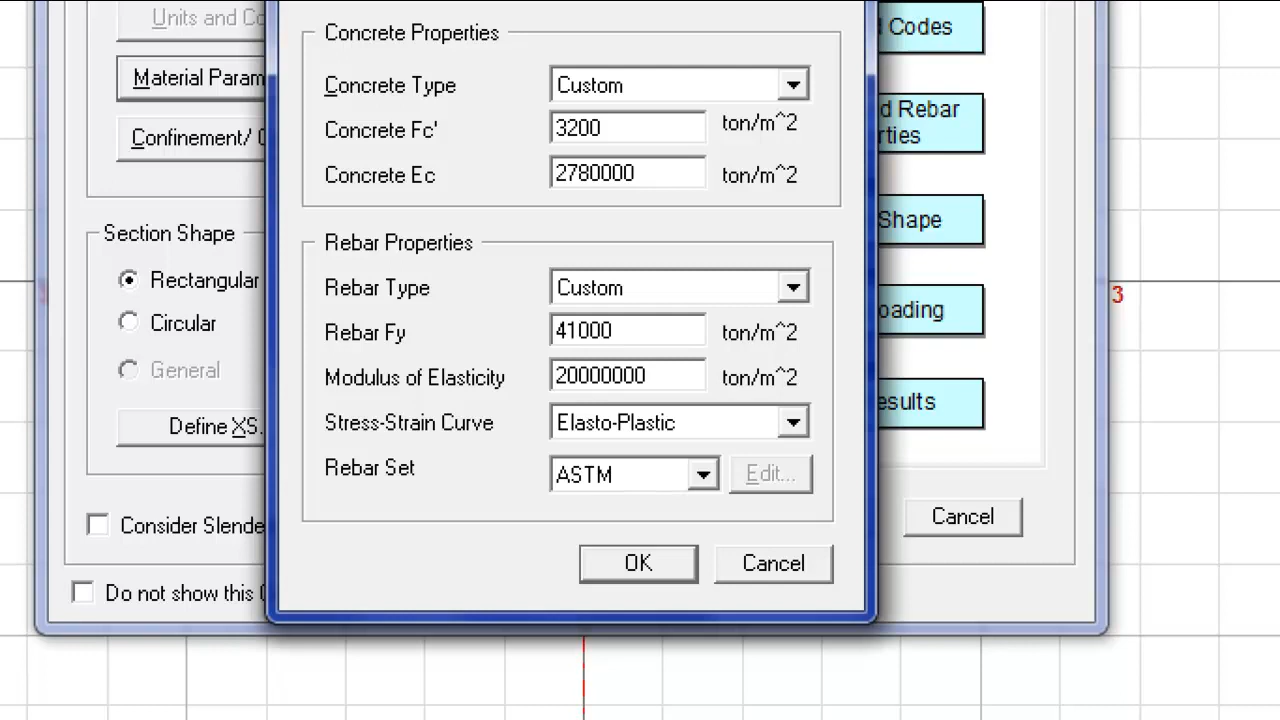 Units and Co
Material Param
Confinement/
Section Shape
Rectangular
Circular
General
Define XS.
Consider Slende
Do not show this
Concrete Properties
Concrete Type Custom
Concrete Fc' 3200 ton/m^2
Concrete Ec 2780000 ton/m^2
Rebar Properties
Rebar Type Custom
Rebar Fy 41000 ton/m^2
Modulus of Elasticity 20000000 ton/m^2
Stress-Strain Curve Elasto-Plastic
Rebar Set ASTM Edit...
OK Cancel
Codes
d Rebar
rties
Shape
oading
esults
Cancel
3